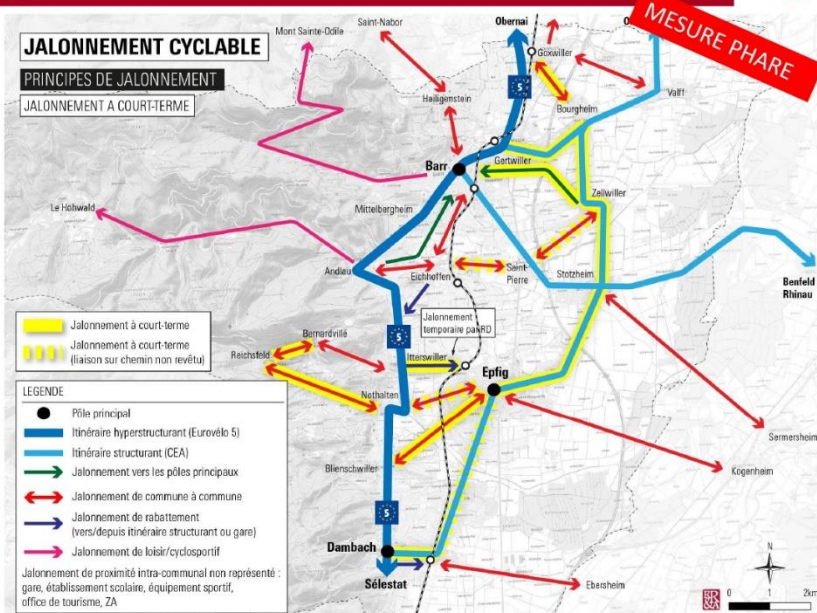 JALONNEMENT CYCLABLE
PRINCIPES DE JALONNEMENT
JALONNEMENT A COURT-TERME
MESURE PHARE
Mont Sainte-Odile
Saint-Nabor
Obernai
O
Goxwiller
5
Heiligenstein
Bourgheim
Valff
Barr
Gertwiller
Zellwiller
Le Hohwald
Mittelbergheim
Andlau
Eichhoffen
Saint-
Pierre
Stotzheim
Benfeld
Rhinau
Jalonnement à court-terme
Jalonnement à court-terme
(liaison sur chemin non revêtu)
Jalonnement
temporaire par RD
Bernardvillé
5
Reichsfeld
Itterswiller
Epfig
Nothalten
Sermersheim
Kogenheim
Blienschwiller
5
Dambach
Sélestat
Ebersheim
LEGENDE
Pôle principal
Itinéraire hyperstructurant (Eurovélo 5)
Itinéraire structurant (CEA)
Jalonnement vers les pôles principaux
Jalonnement de commune à commune
Jalonnement de rabattement
(vers/depuis itinéraire structurant ou gare)
Jalonnement de loisir/cyclosportif
Jalonnement de proximité intra-communal non représenté :
gare, établissement scolaire, équipement sportif,
office de tourisme, ZA
N
0 1 2km